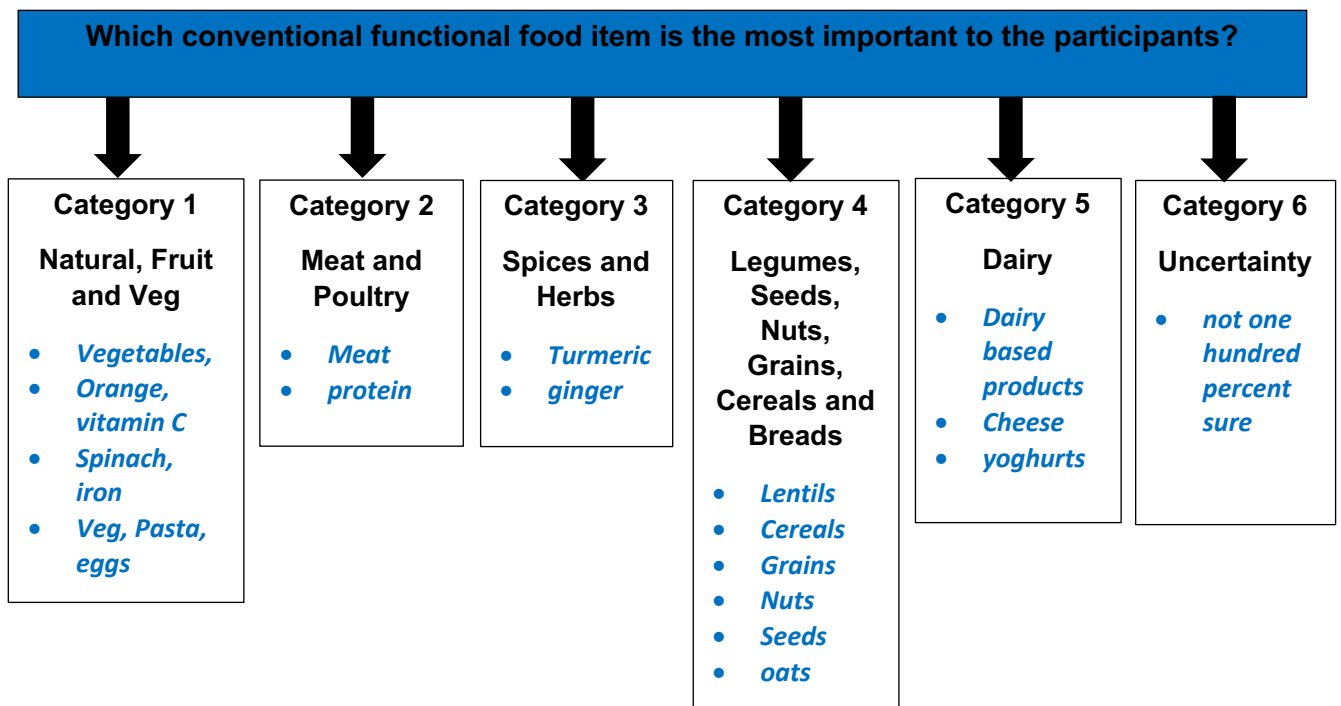 Which conventional functional food item is the most important to the participants?
Category 1
Natural, Fruit
and Veg
• Vegetables,
• Orange,
vitamin C
• Spinach,
iron
• Veg, Pasta,
eggs
Category 2
Meat and
Poultry
• Meat
• protein
Category 3
Spices and
Herbs
• Turmeric
• ginger
Category 4
Legumes,
Seeds,
Nuts,
Grains,
Cereals and
Breads
• Lentils
• Cereals
• Grains
• Nuts
• Seeds
• oats
Category 5
Dairy
• Dairy
based
products
• Cheese
• yoghurts
Category 6
Uncertainty
• not one
hundred
percent
sure